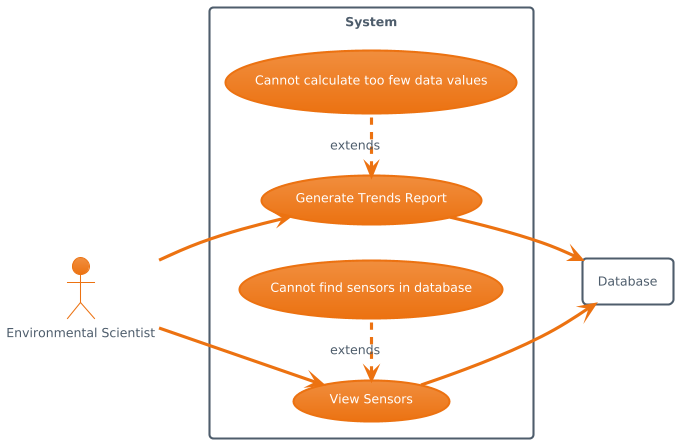 System
Cannot calculate too few data values
extends
Generate Trends Report
Cannot find sensors in database
Database
Environmental Scientist
extends
View Sensors